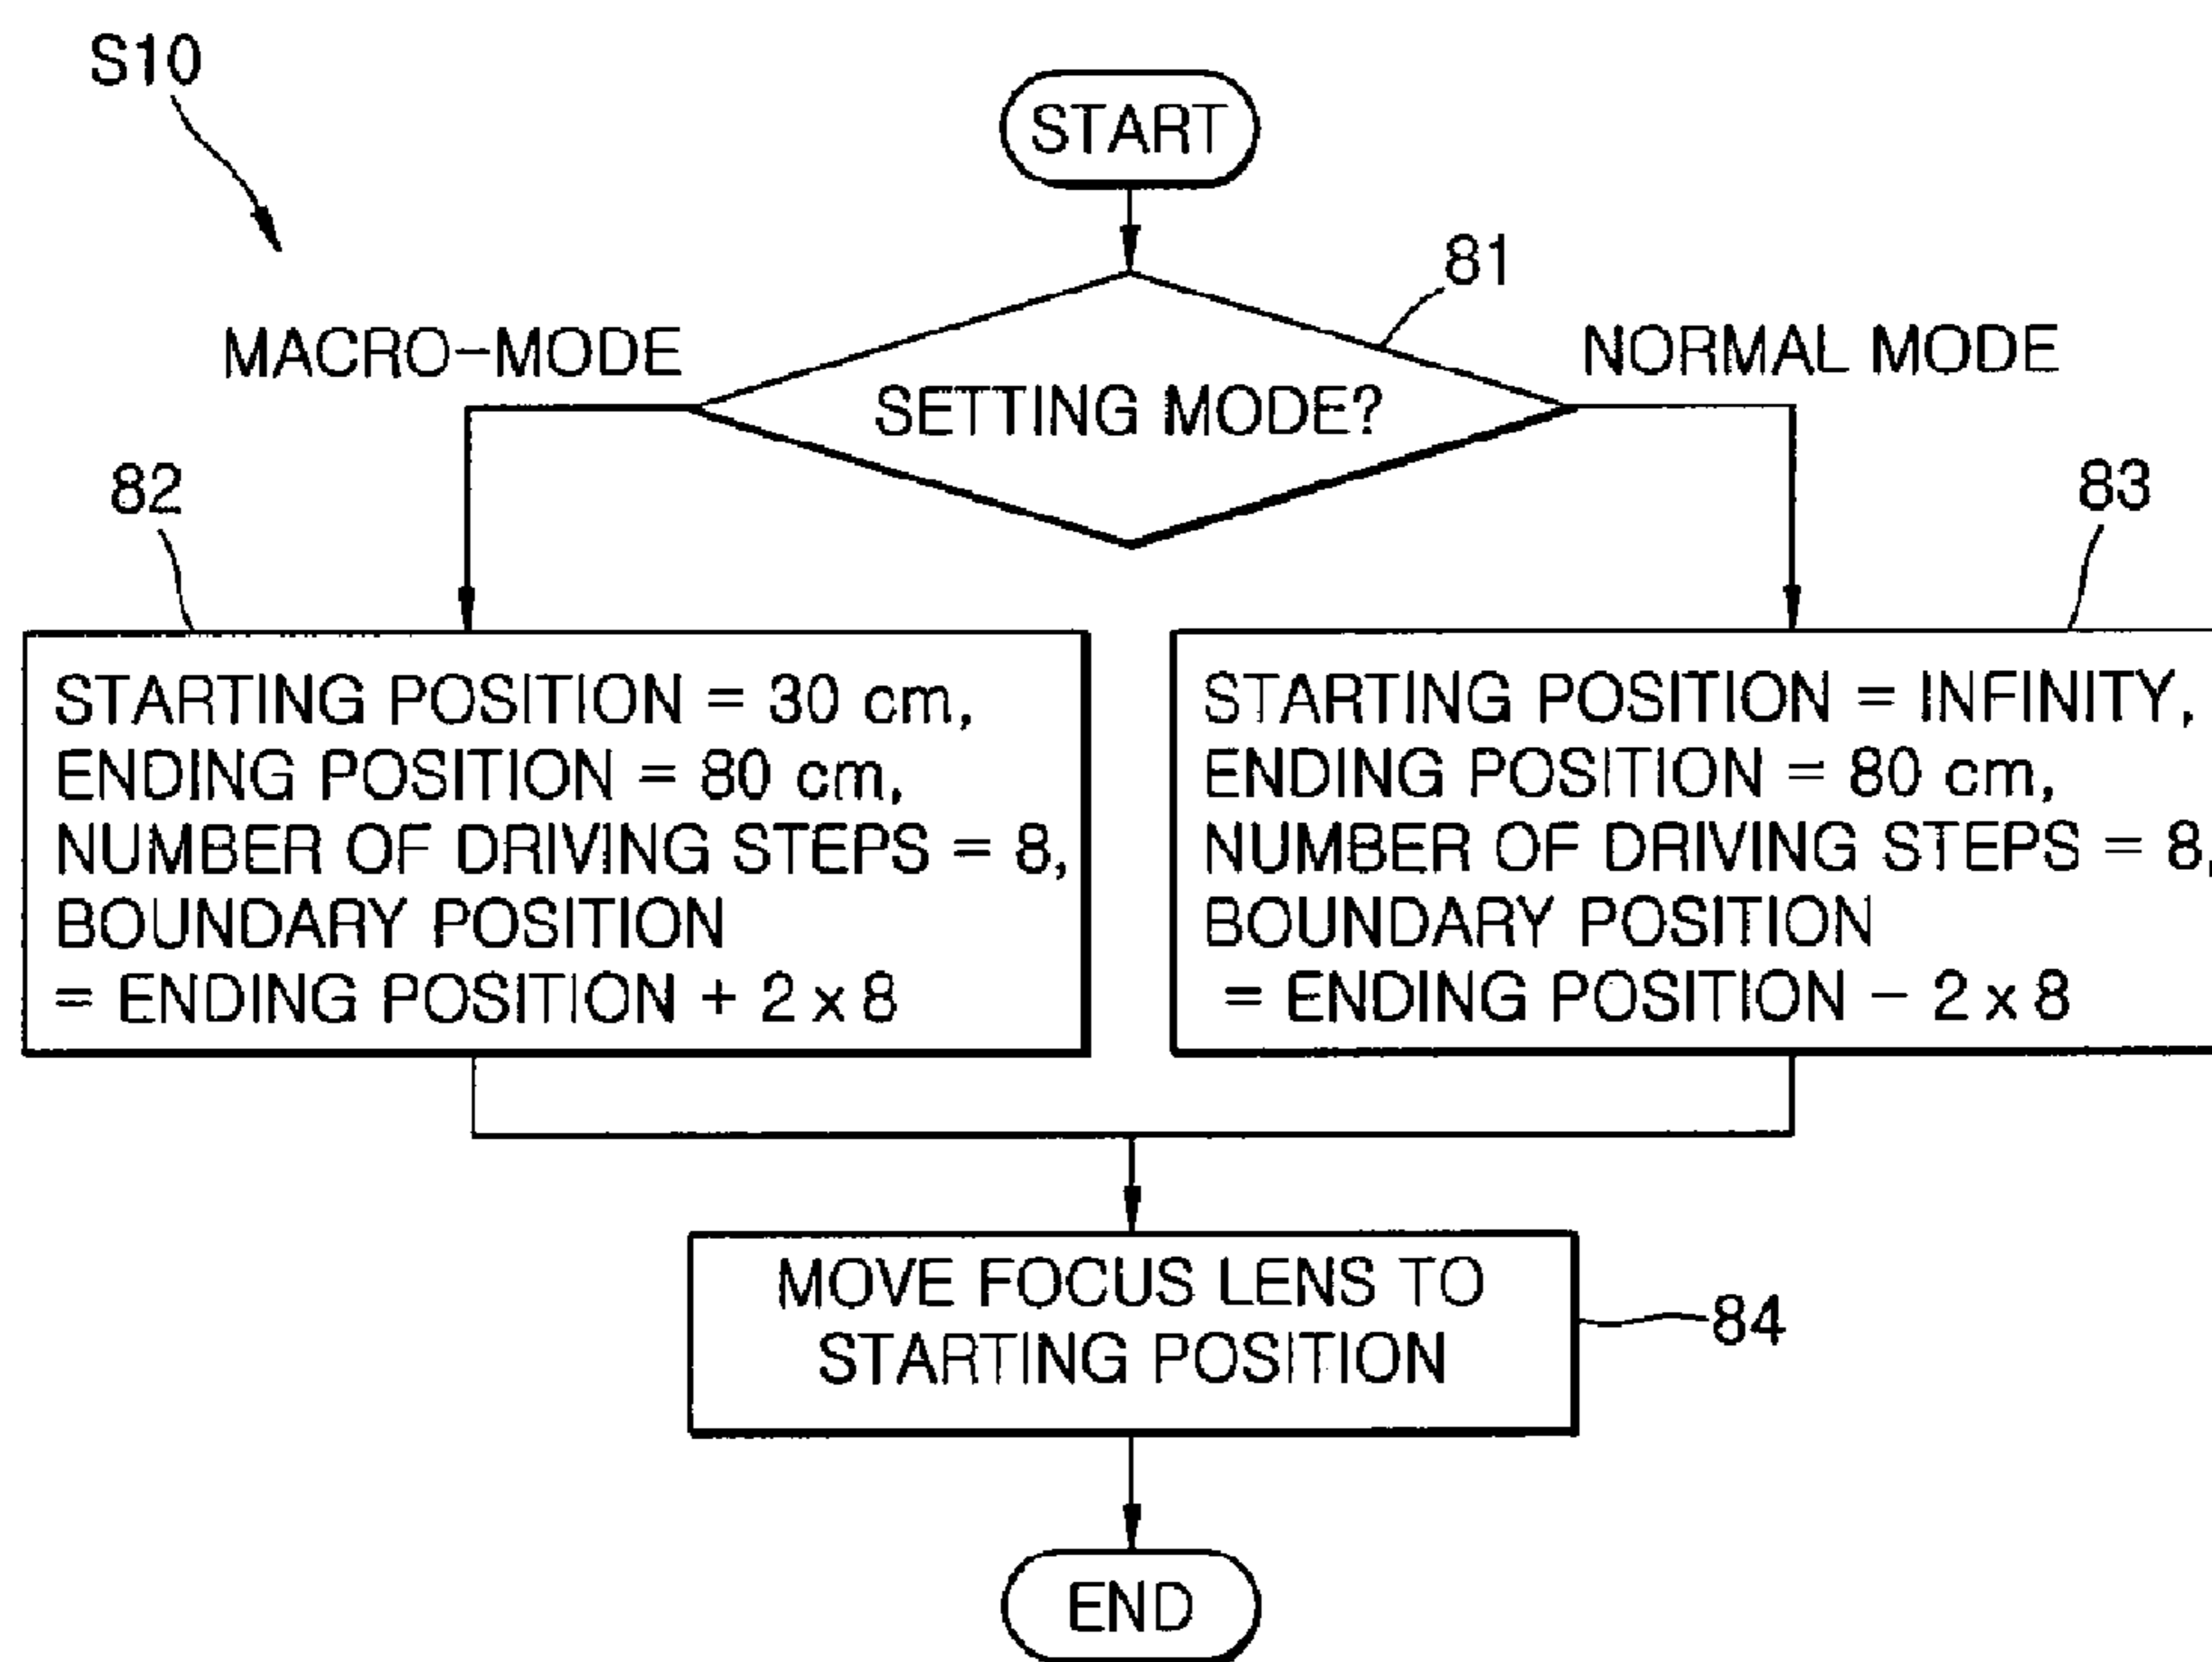 S10
START
81
MACRO-MODE
NORMAL MODE
SETTING MODE?
82
83
STARTING POSITION = 30 cm,
ENDING POSITION = 80 cm,
NUMBER OF DRIVING STEPS = 8,
BOUNDARY POSITION
= ENDING POSITION + 2 x 8
STARTING POSITION = INFINITY,
ENDING POSITION = 80 cm,
NUMBER OF DRIVING STEPS = 8,
BOUNDARY POSITION
= ENDING POSITION – 2 x 8
MOVE FOCUS LENS TO
STARTING POSITION
84
END